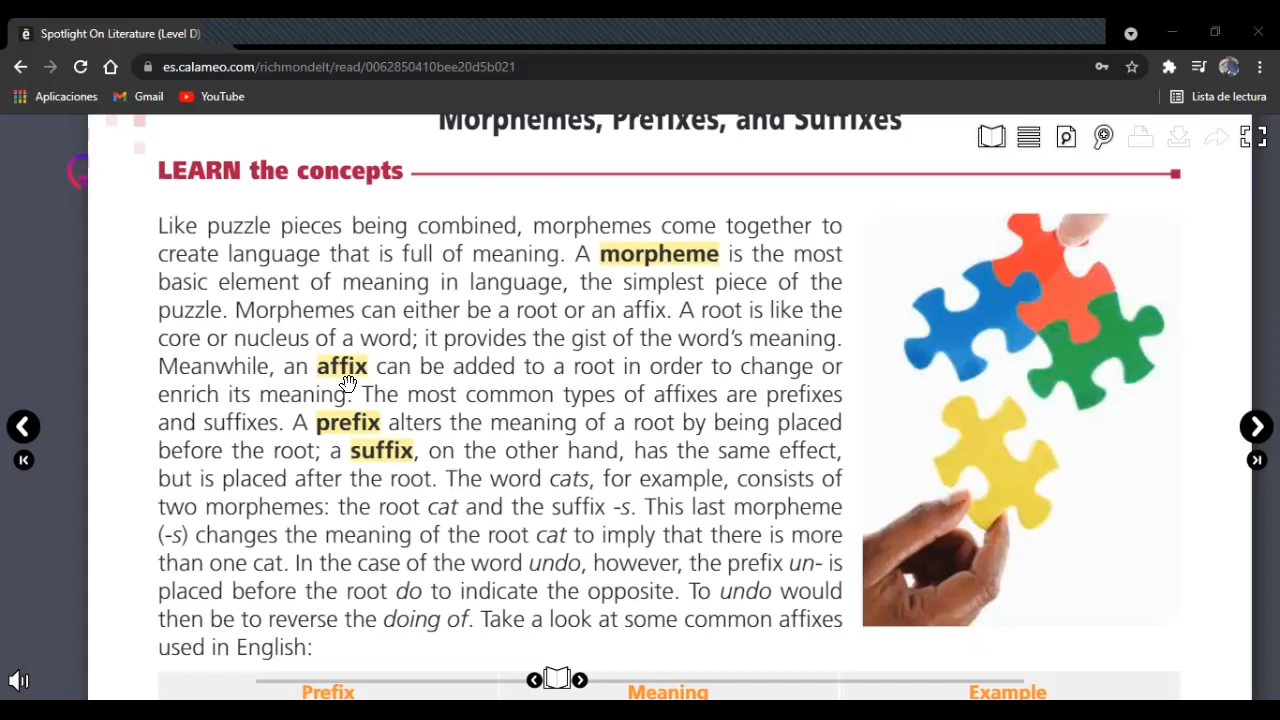 Spotlight On Literature (Level D)
es.calameo.com/richmondelt/read/0062850410bee20d5b021
Aplicaciones Gmail YouTube Lista de lectura
Morphemes, Prefixes, and Suffixes
LEARN the concepts
Like puzzle pieces being combined, morphemes come together to
create language that is full of meaning. A morpheme is the most
basic element of meaning in language, the simplest piece of the
puzzle. Morphemes can either be a root or an affix. A root is like the
core or nucleus of a word; it provides the gist of the word's meaning.
Meanwhile, an affix can be added to a root in order to change or
enrich its meaning. The most common types of affixes are prefixes
and suffixes. A prefix alters the meaning of a root by being placed
before the root; a suffix, on the other hand, has the same effect,
but is placed after the root. The word cats, for example, consists of
two morphemes: the root cat and the suffix -s. This last morpheme
(-s) changes the meaning of the root cat to imply that there is more
than one cat. In the case of the word undo, however, the prefix un- is
placed before the root do to indicate the opposite. To undo would
then be to reverse the doing of. Take a look at some common affixes
used in English:
Prefix Meaning Example